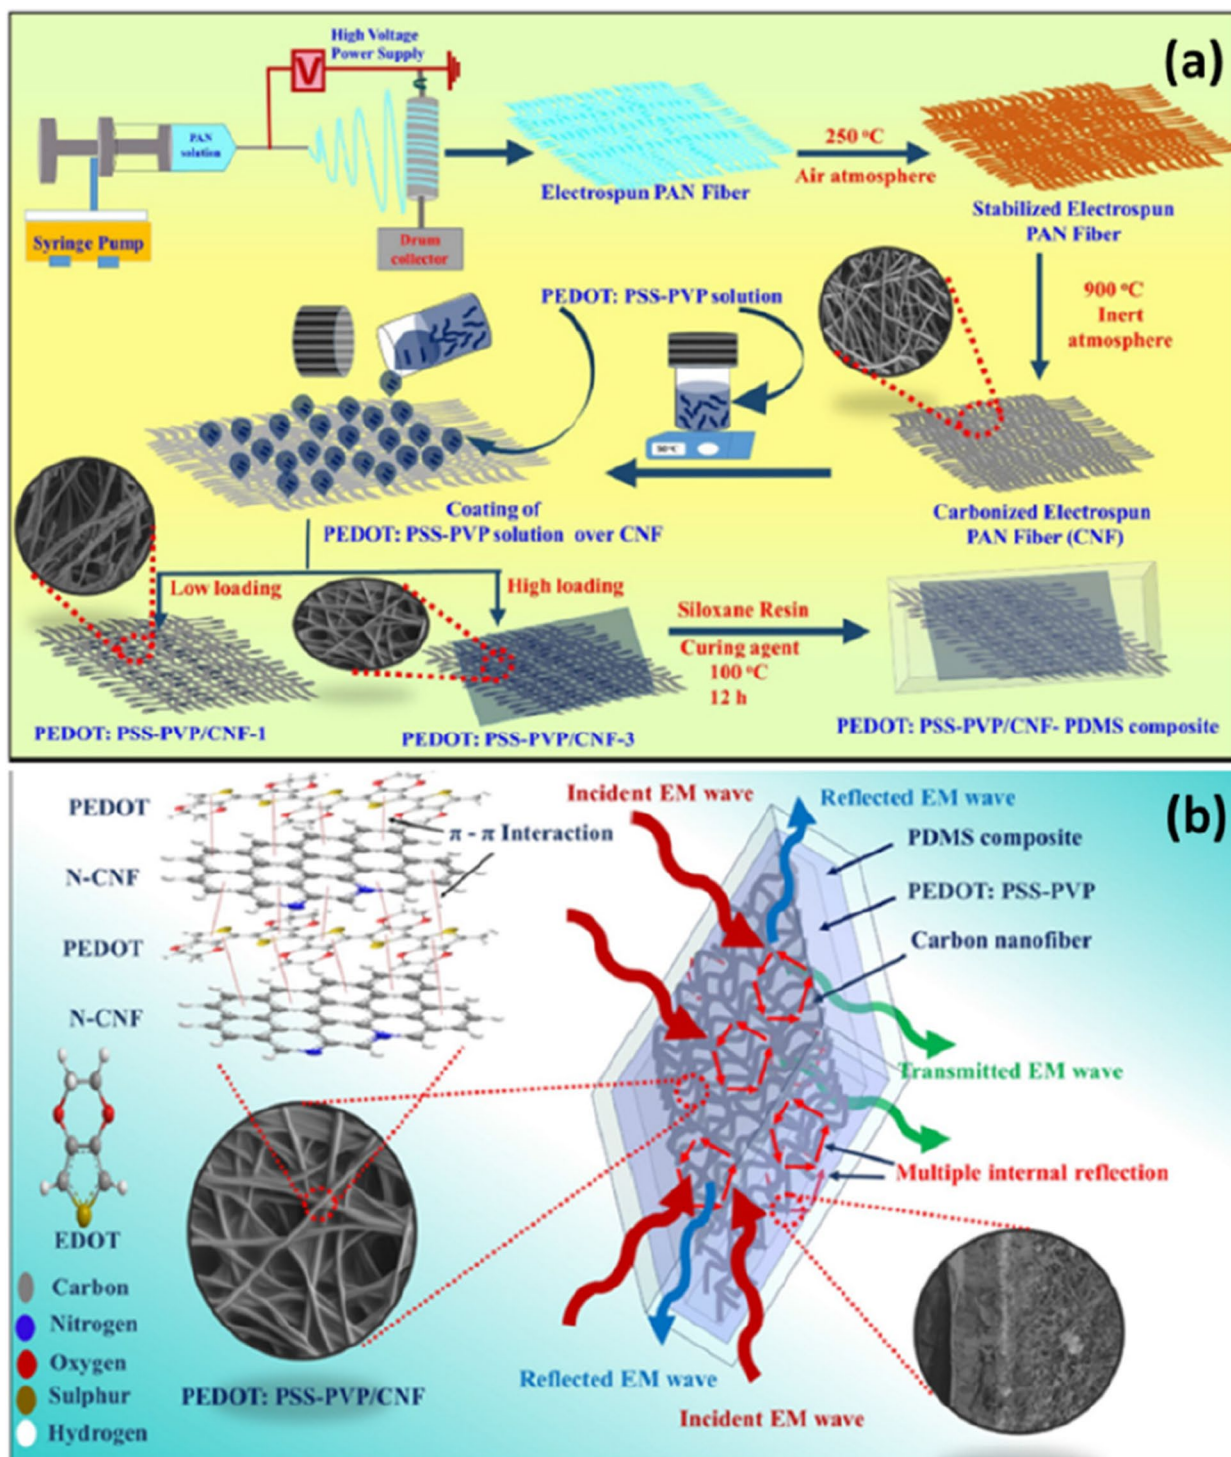 (a)
High Voltage
Power Supply
V
PAN
solution
Syringe Pump
Drum
collector
Electrospun PAN Fiber
250 °C
Air atmosphere
Stabilized Electrospun
PAN Fiber
900 °C
Inert
atmosphere
PEDOT: PSS-PVP solution
Carbonized Electrospun
PAN Fiber (CNF)
Coating of
PEDOT: PSS-PVP solution over CNF
Low loading
High loading
Siloxane Resin
Curing agent
100 °C
12 h
PEDOT: PSS-PVP/CNF-1
PEDOT: PSS-PVP/CNF-3
PEDOT: PSS-PVP/CNF- PDMS composite
(b)
PEDOT
π - π Interaction
N-CNF
PEDOT
N-CNF
EDOT
Carbon
Nitrogen
Oxygen
Sulphur
Hydrogen
PEDOT: PSS-PVP/CNF
Incident EM wave
Reflected EM wave
PDMS composite
PEDOT: PSS-PVP
Carbon nanofiber
Transmitted EM wave
Multiple internal reflection
Reflected EM wave
Incident EM wave